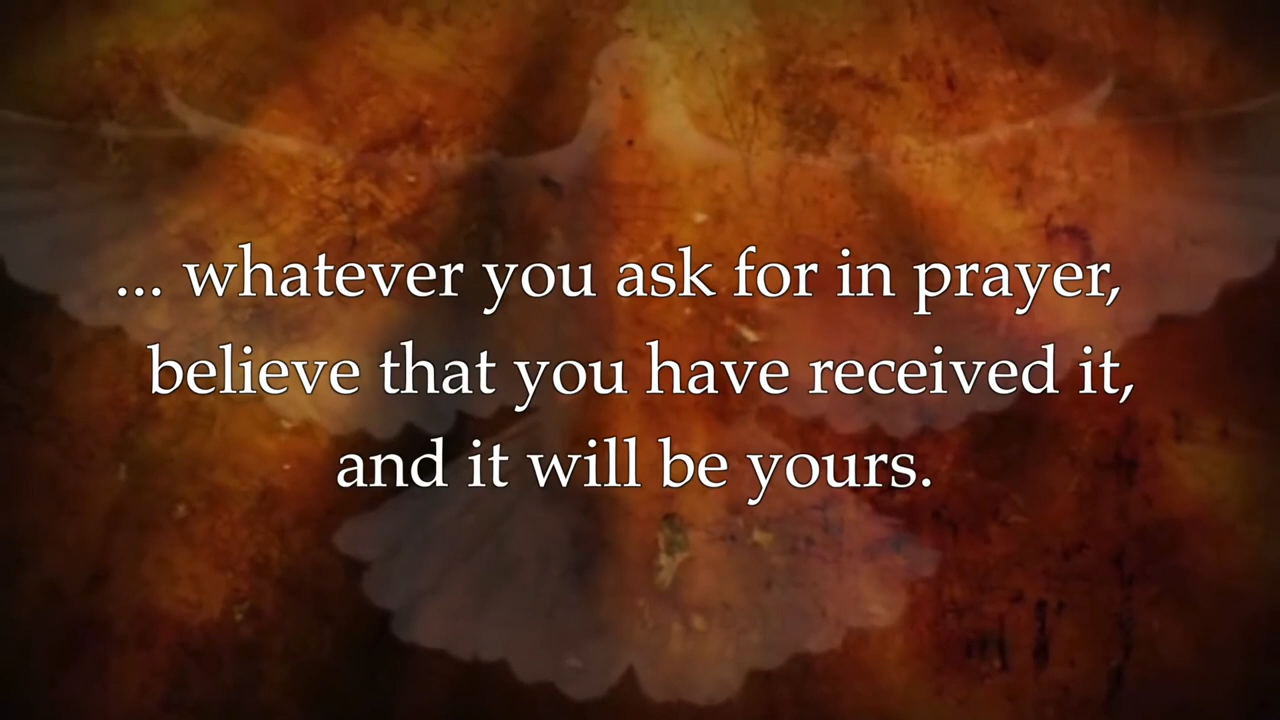 ... whatever you ask for in prayer,
believe that you have received it,
and it will be yours.